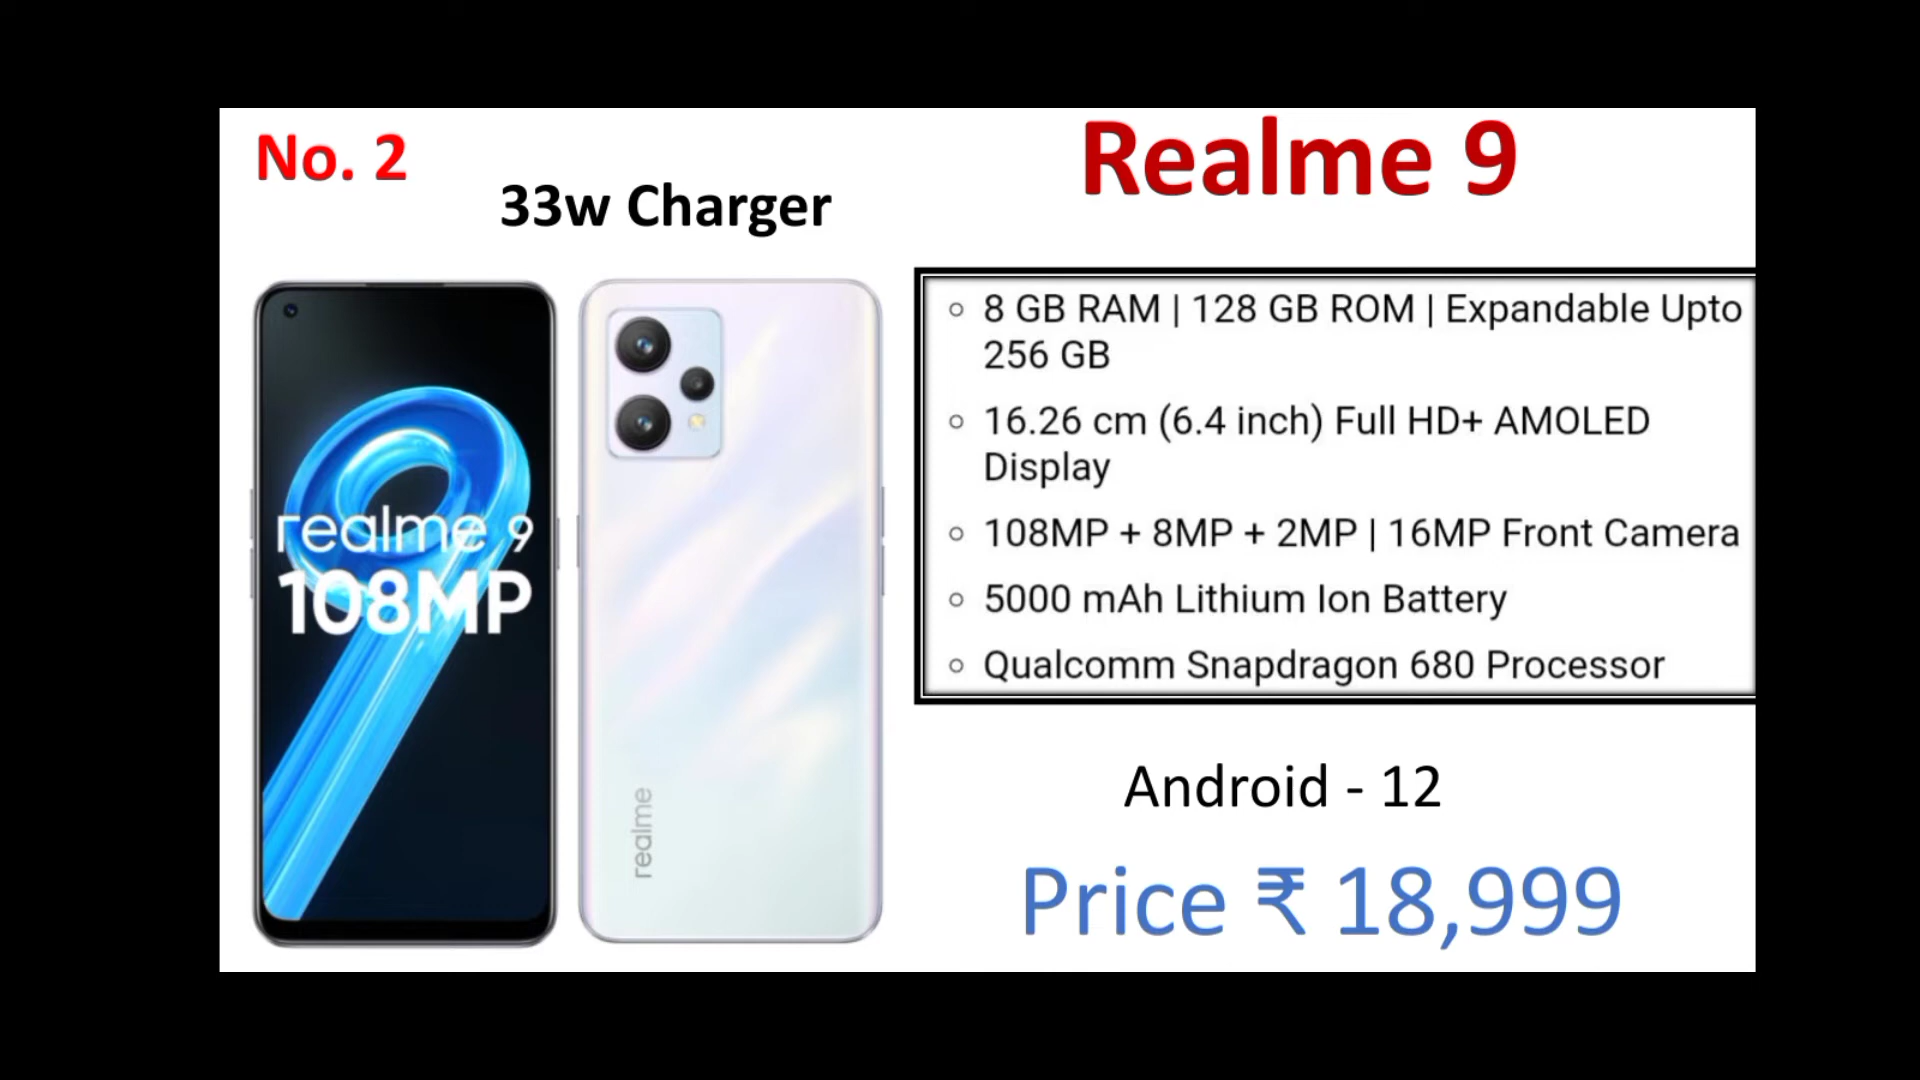 No. 2
33w Charger
Realme 9
realme 9
108MP
realme
8 GB RAM | 128 GB ROM | Expandable Upto
256 GB
16.26 cm (6.4 inch) Full HD+ AMOLED
Display
108MP + 8MP + 2MP | 16MP Front Camera
5000 mAh Lithium Ion Battery
Qualcomm Snapdragon 680 Processor
Android - 12
Price ₹ 18,999